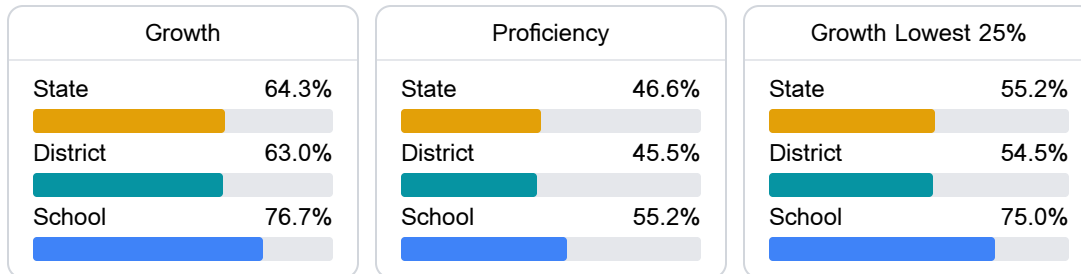 Growth
State 64.3%
District 63.0%
School 76.7%
Proficiency
State 46.6%
District 45.5%
School 55.2%
Growth Lowest 25%
State 55.2%
District 54.5%
School 75.0%